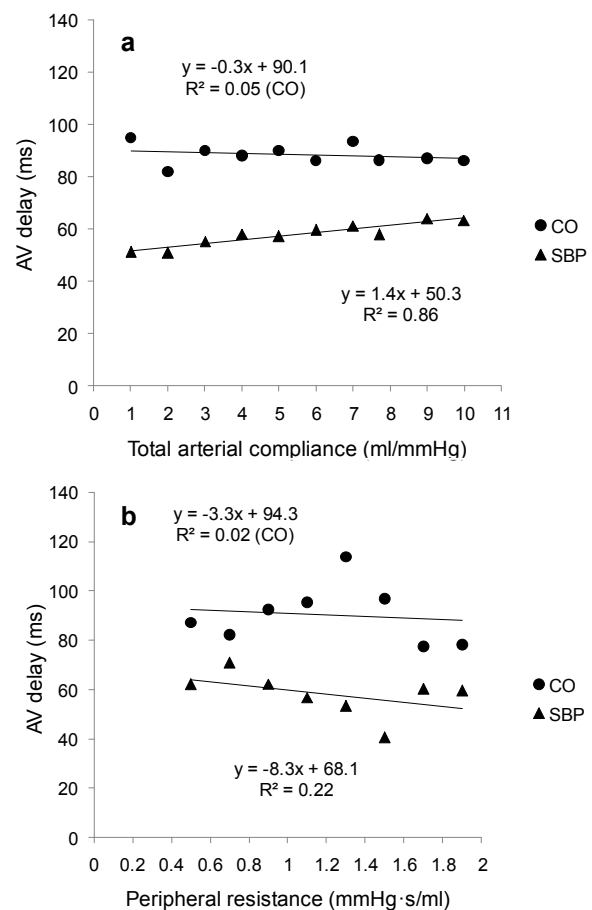 a
y = -0.3x + 90.1
R² = 0.05 (CO)
140
120
100
80
60
40
20
0
AV delay (ms)
CO
SBP
y = 1.4x + 50.3
R² = 0.86
0 1 2 3 4 5 6 7 8 9 10 11
Total arterial compliance (ml/mmHg)
b
y = -3.3x + 94.3
R² = 0.02 (CO)
140
120
100
80
60
40
20
0
AV delay (ms)
CO
SBP
y = -8.3x + 68.1
R² = 0.22
0 0.2 0.4 0.6 0.8 1 1.2 1.4 1.6 1.8 2
Peripheral resistance (mmHg·s/ml)